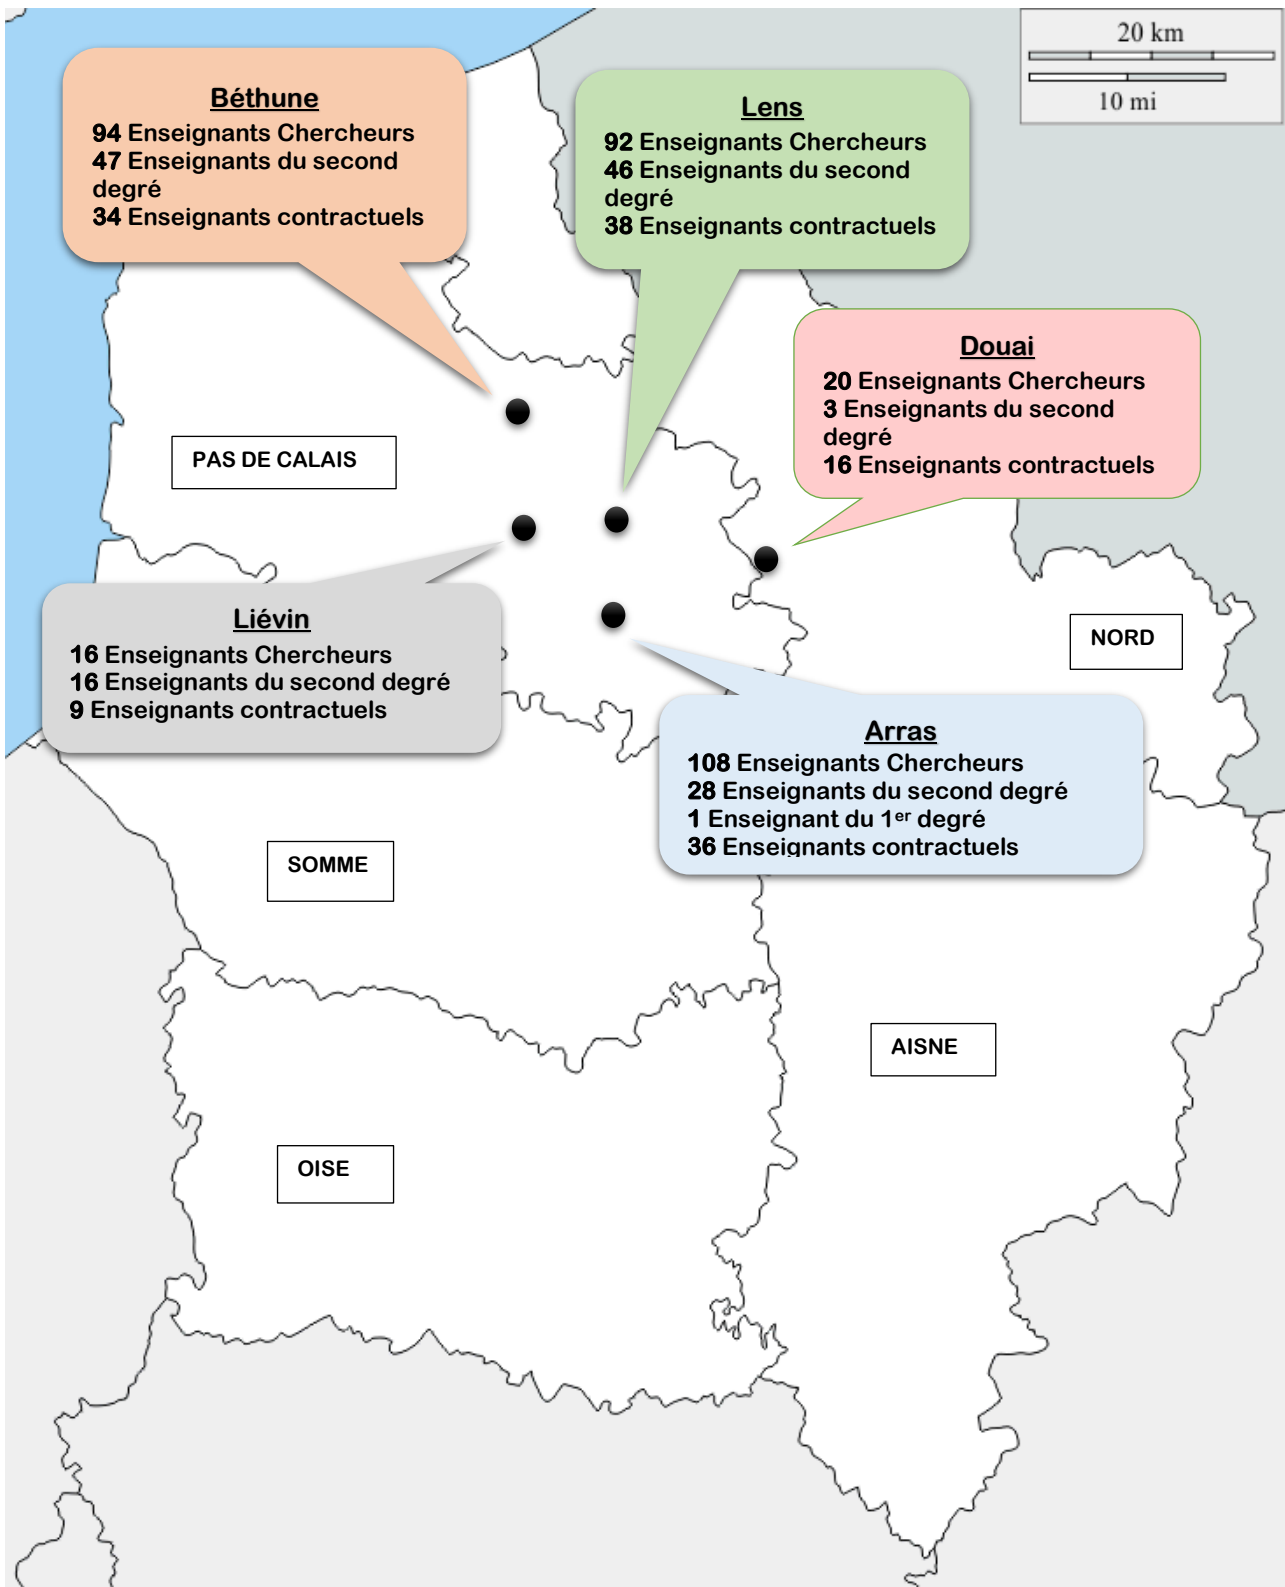 20 km
10 mi
Béthune
94 Enseignants Chercheurs
47 Enseignants du second
degré
34 Enseignants contractuels
Lens
92 Enseignants Chercheurs
46 Enseignants du second
degré
38 Enseignants contractuels
Douai
20 Enseignants Chercheurs
3 Enseignants du second
degré
16 Enseignants contractuels
PAS DE CALAIS
Liévin
16 Enseignants Chercheurs
16 Enseignants du second degré
9 Enseignants contractuels
NORD
Arras
108 Enseignants Chercheurs
28 Enseignants du second degré
1 Enseignant du 1er degré
36 Enseignants contractuels
SOMME
AISNE
OISE